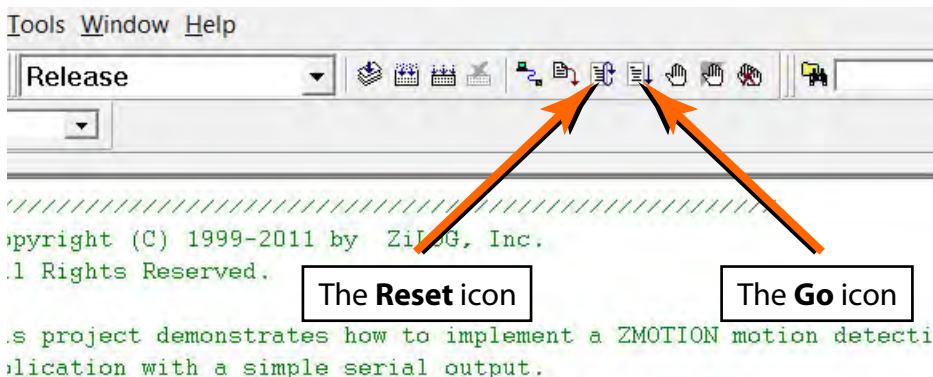 Tools Window Help
Release
////////////////////////////////////////////////////
opyright (C) 1999-2011 by ZiLOG, Inc.
ll Rights Reserved.
The Reset icon
The Go icon
s project demonstrates how to implement a ZMOTION motion detecti
plication with a simple serial output.